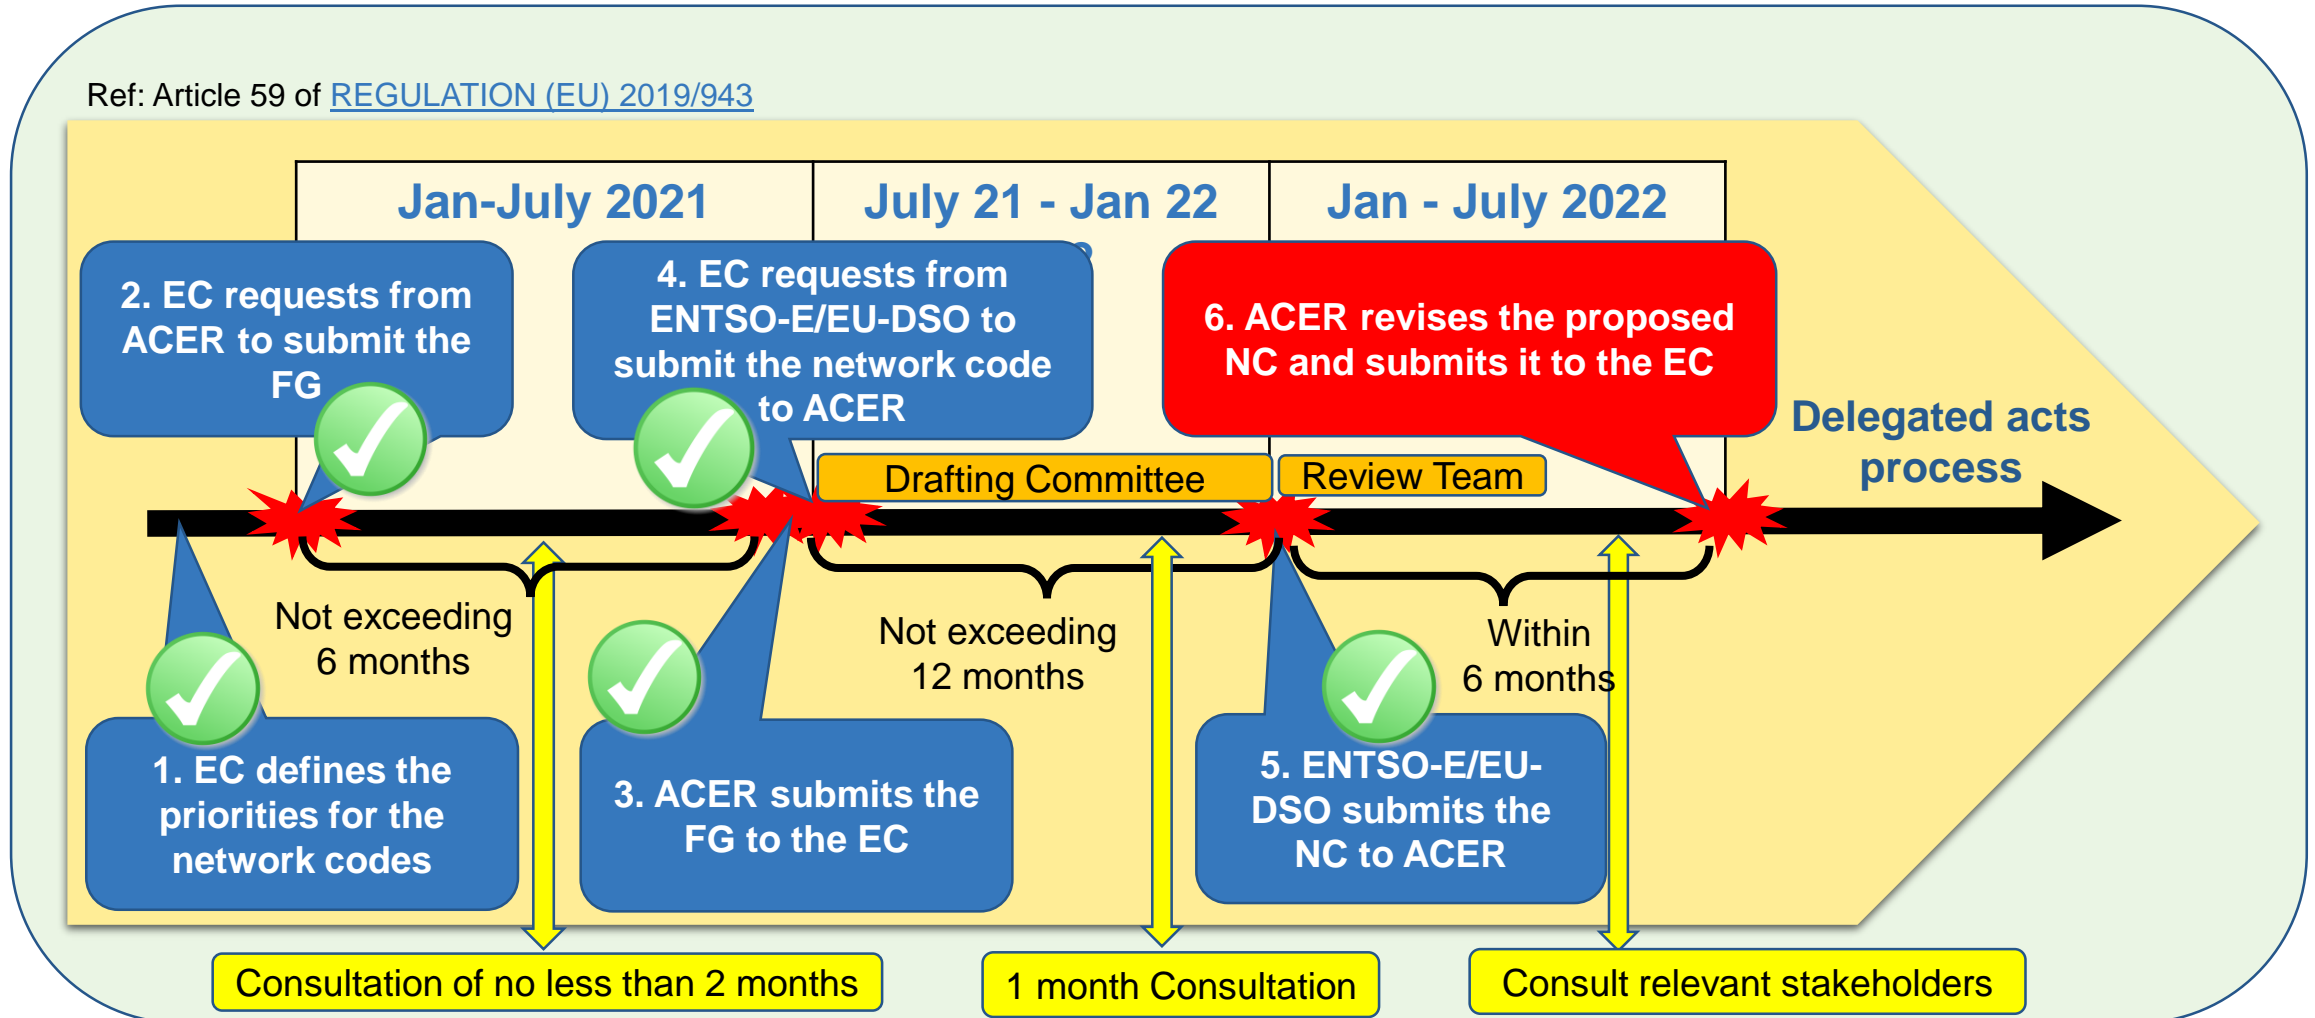 Ref: Article 59 of REGULATION (EU) 2019/943
Jan-July 2021
July 21 - Jan 22
Jan - July 2022
2. EC requests from
ACER to submit the
FG
4. EC requests from
ENTSO-E/EU-DSO to
submit the network code
to ACER
6. ACER revises the proposed
NC and submits it to the EC
Delegated acts
process
Drafting Committee
Review Team
Not exceeding
6 months
Not exceeding
12 months
Within
6 months
1. EC defines the
priorities for the
network codes
3. ACER submits the
FG to the EC
5. ENTSO-E/EU-
DSO submits the
NC to ACER
Consultation of no less than 2 months
1 month Consultation
Consult relevant stakeholders